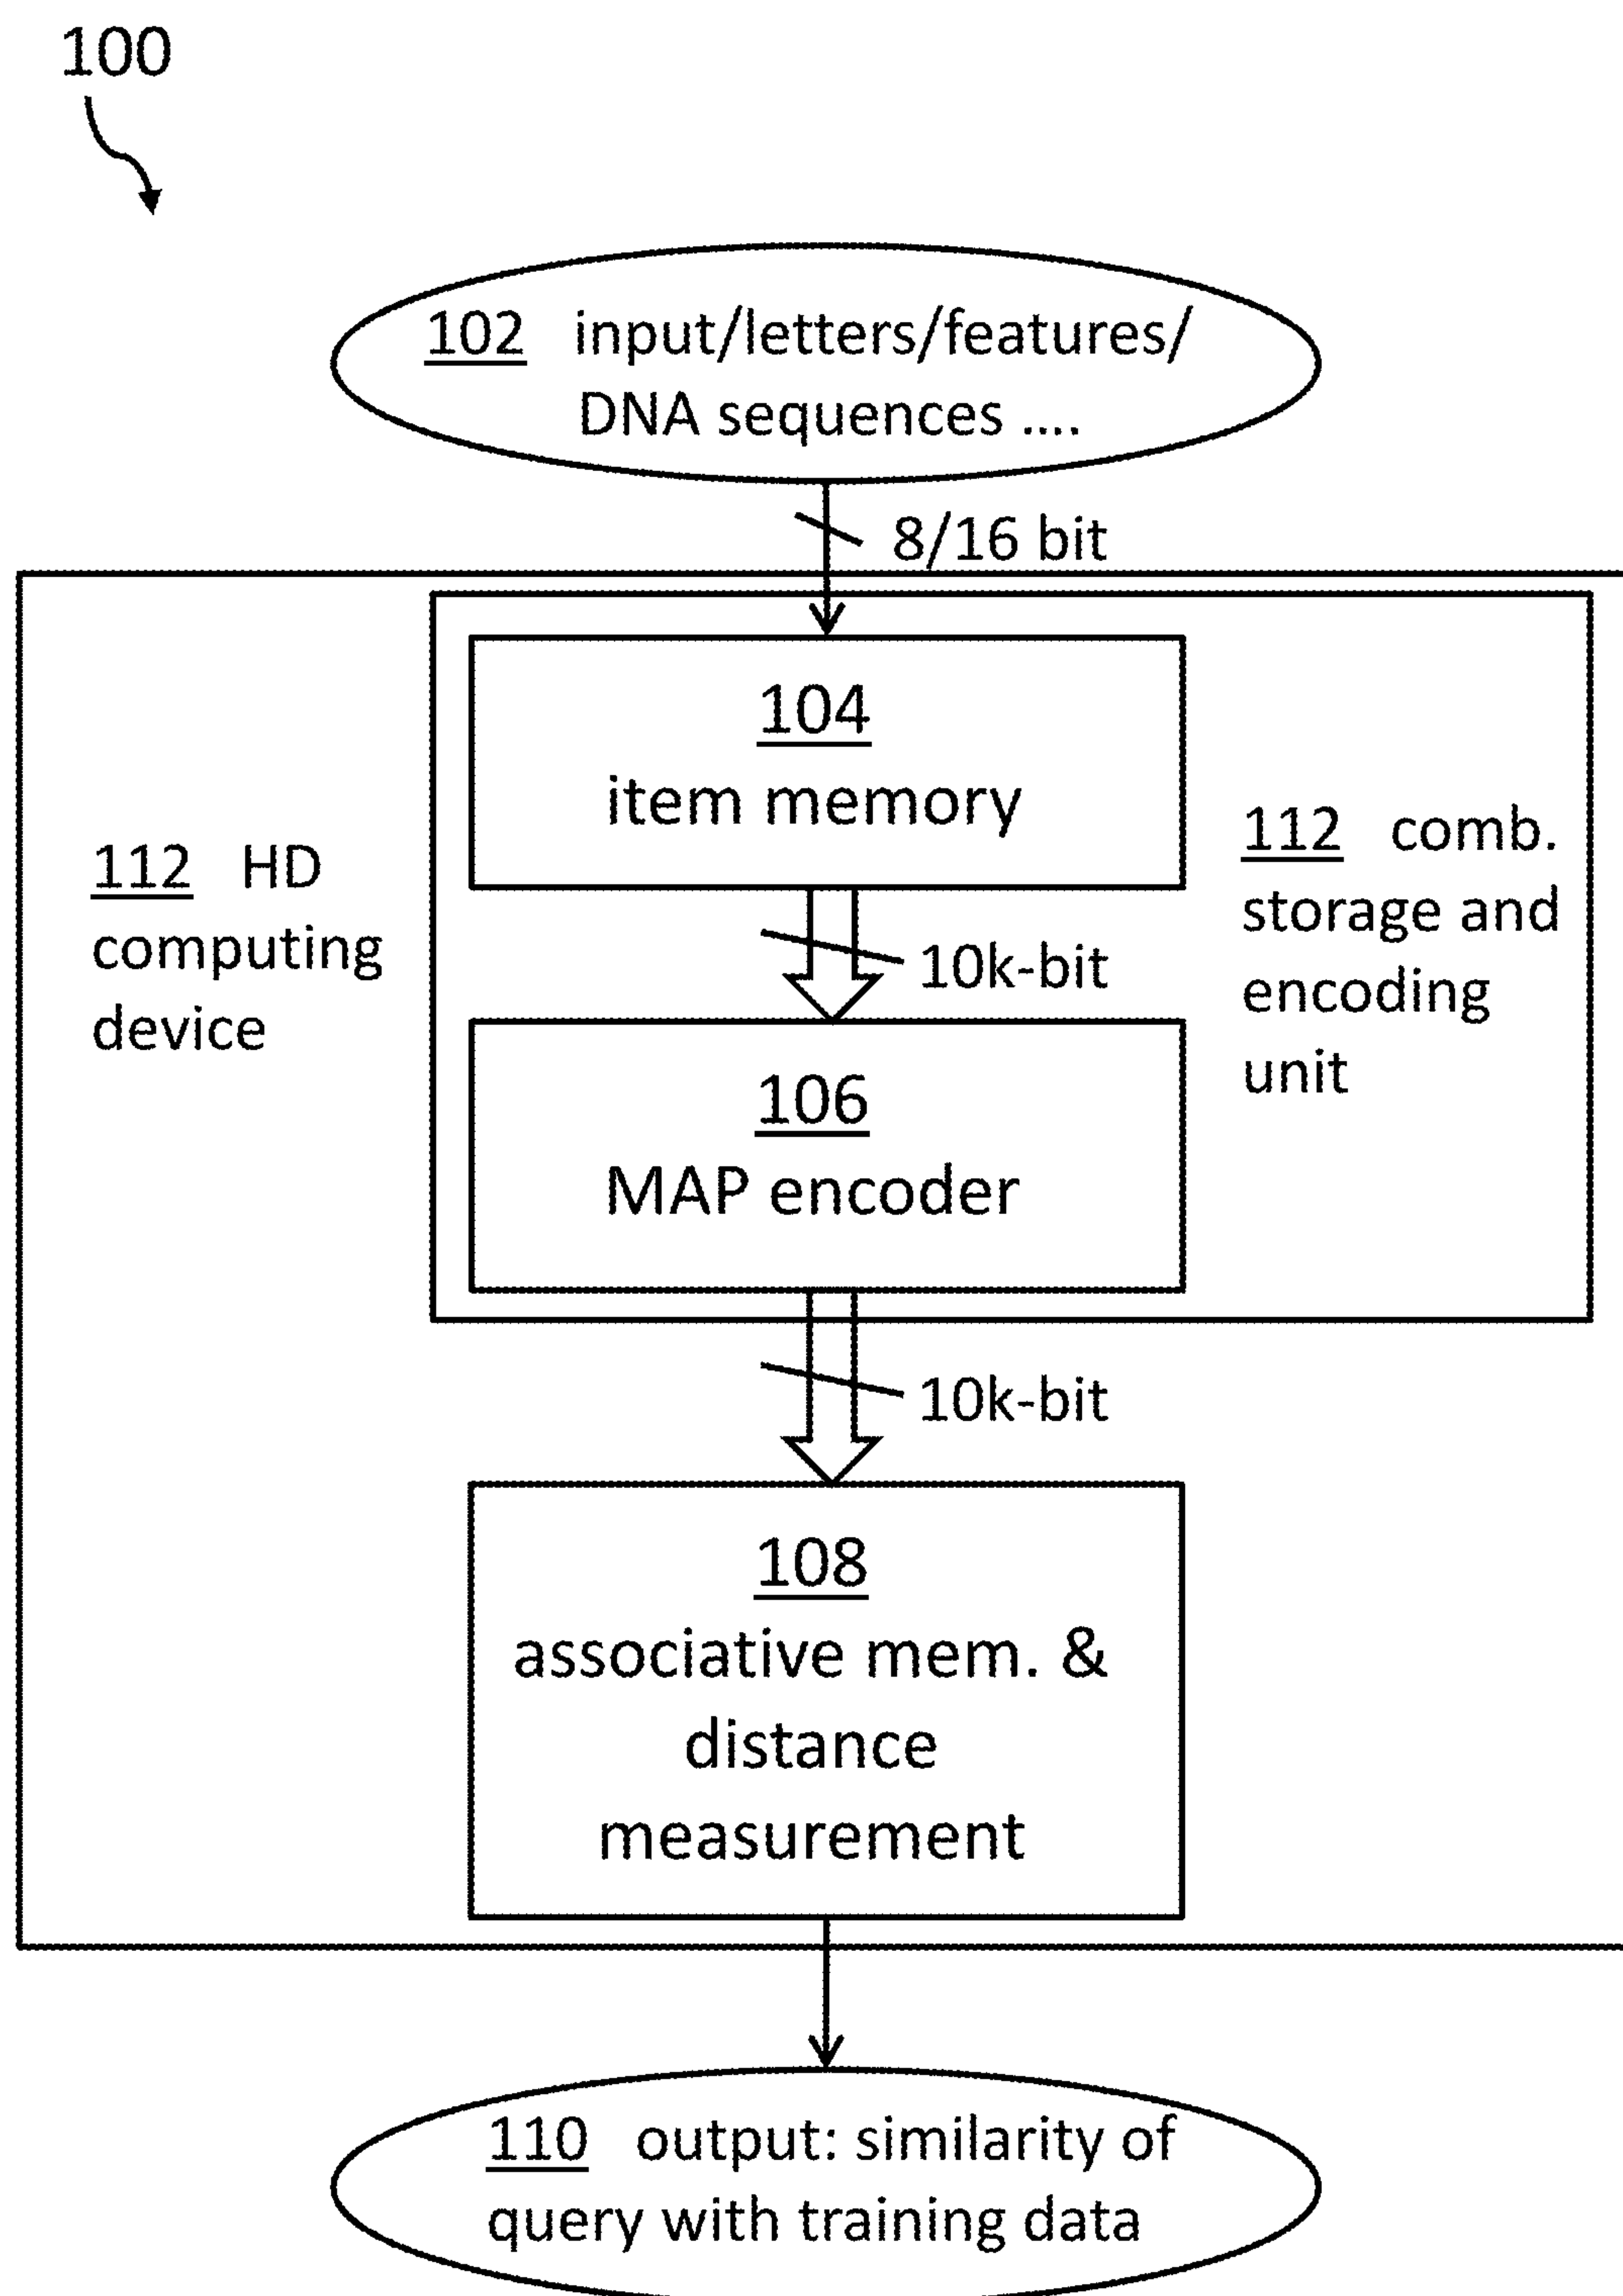 100
102 input/letters/features/
DNA sequences ....
8/16 bit
104
item memory
112 HD
computing
device
112 comb.
storage and
encoding
unit
10k-bit
106
MAP encoder
10k-bit
108
associative mem. &
distance
measurement
110 output: similarity of
query with training data